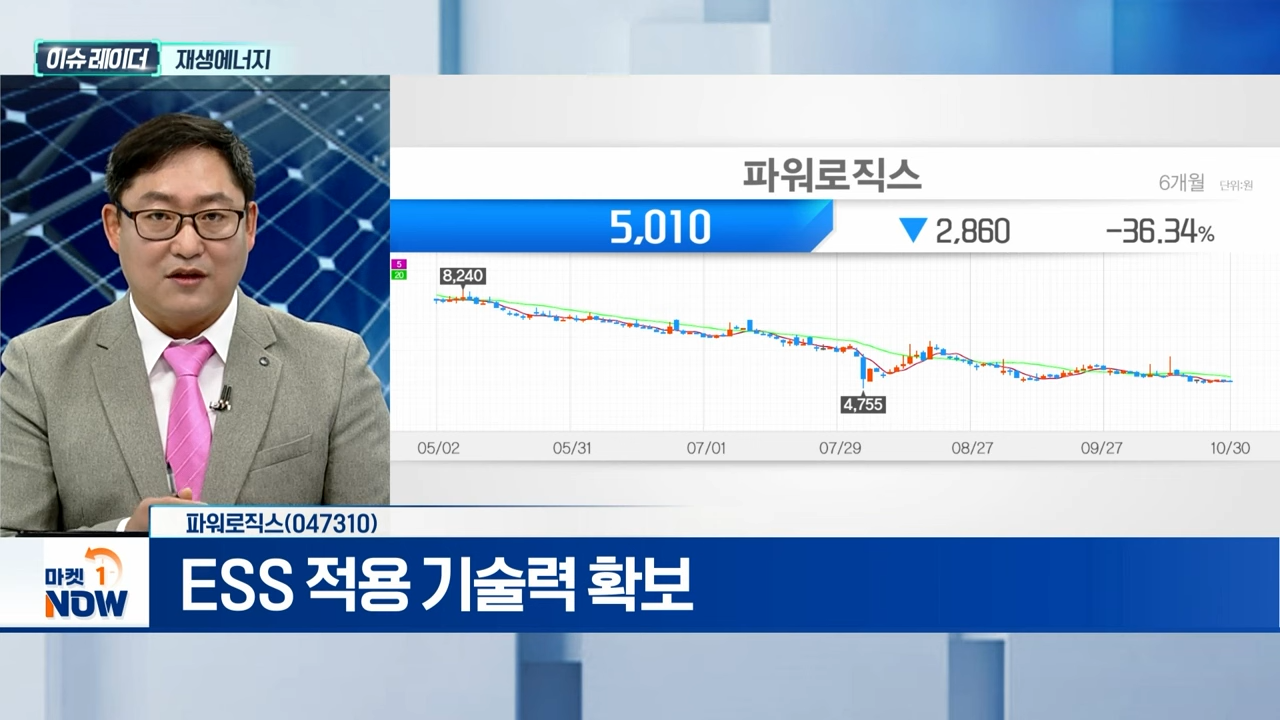 이슈 레이더 재생에너지
파워로직스
6개월 단위:원
5,010 ▼ 2,860 -36.34%
5
20
8,240
4,755
05/02 05/31 07/01 07/29 08/27 09/27 10/30
파워로직스(047310)
마켓 1
NOW
ESS 적용 기술력 확보